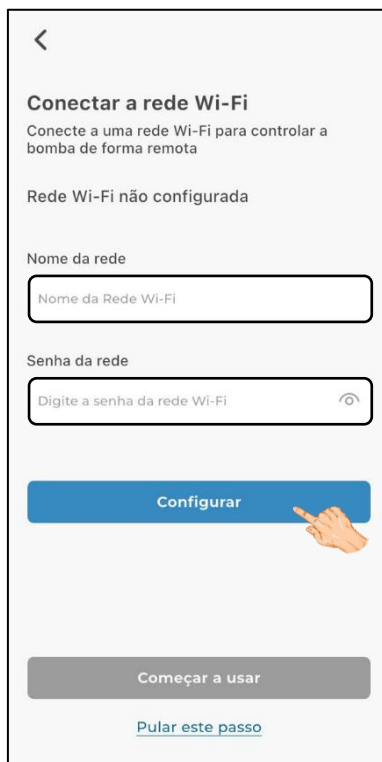 Conectar a rede Wi-Fi
Conecte a uma rede Wi-Fi para controlar a
bomba de forma remota
Rede Wi-Fi não configurada
Nome da rede
Nome da Rede Wi-Fi
Senha da rede
Digite a senha da rede Wi-Fi
Configurar
Começar a usar
Pular este passo